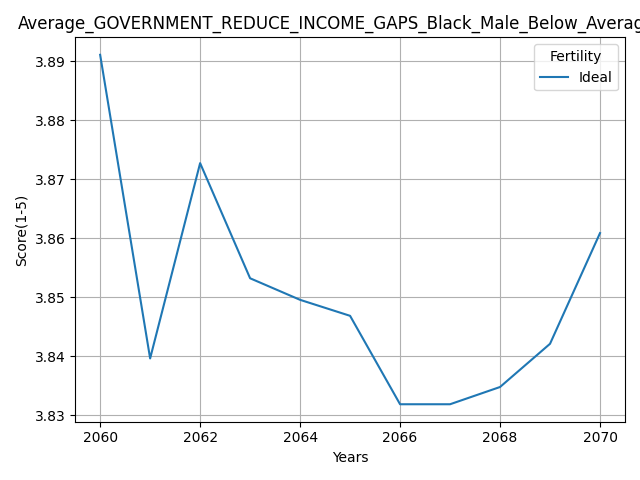 Average_GOVERNMENT_REDUCE_INCOME_GAPS_Black_Male_Below_Averag
Fertility
Ideal
3.89
3.88
3.87
3.86
3.85
3.84
3.83
Score(1-5)
2060 2062 2064 2066 2068 2070
Years